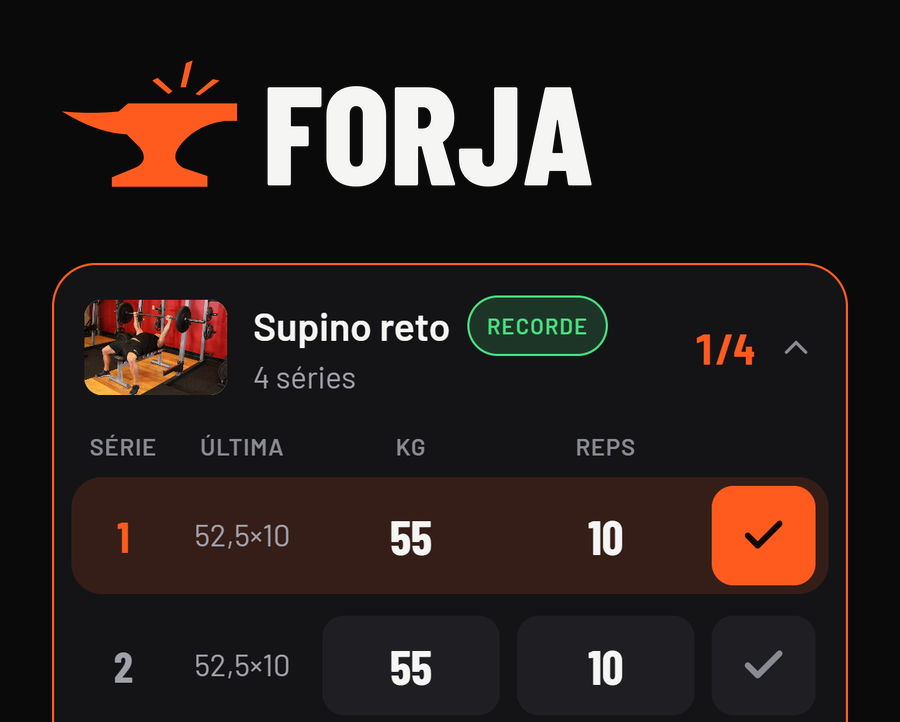 FORJA
Supino reto RECORDE
4 séries
1/4
SÉRIE ÚLTIMA KG REPS
1 52,5×10 55 10
2 52,5×10 55 10